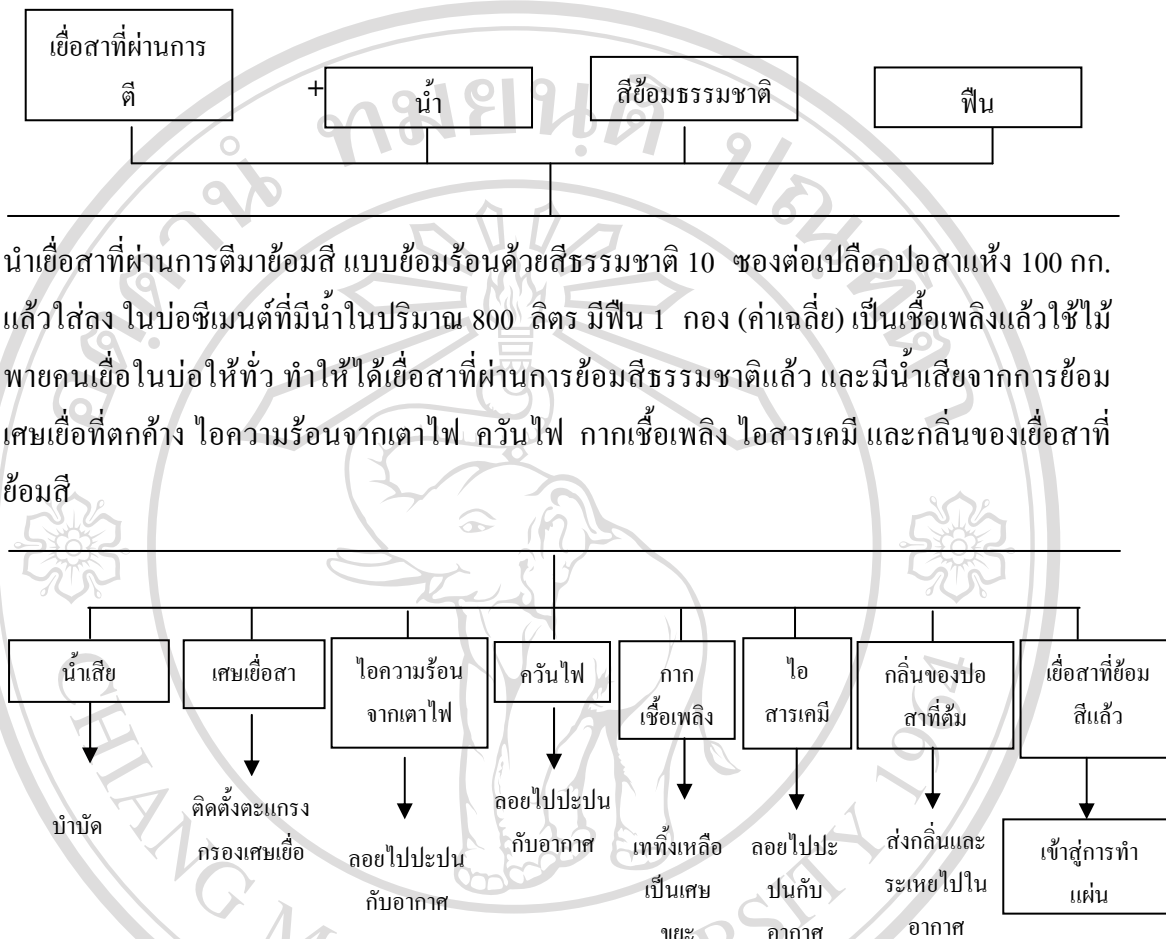 เยื่อสาที่ผ่านการ
ตี
+
น้ำ
สีย้อมธรรมชาติ
ฟืน
นำเยื่อสาที่ผ่านการตีมาย้อมสี แบบย้อมร้อนด้วยสีธรรมชาติ 10 ซองต่อเปลือกปอสาแห้ง 100 กก.
แล้วใส่ลง ในบ่อซีเมนต์ที่มีน้ำในปริมาณ 800 ลิตร มีฟืน 1 กอง (ค่าเฉลี่ย) เป็นเชื้อเพลิงแล้วใช้ไม้
พายคนเยื่อในบ่อให้ทั่ว ทำให้ได้เยื่อสาที่ผ่านการย้อมสีธรรมชาติแล้ว และมีน้ำเสียจากการย้อม
เศษเยื่อที่ตกค้าง ไอความร้อนจากเตาไฟ ควันไฟ กากเชื้อเพลิง ไอสารเคมี และกลิ่นของเยื่อสาที่
ย้อมสี
น้ำเสีย
เศษเยื่อสา
ไอความร้อน
จากเตาไฟ
ควันไฟ
กาก
เชื้อเพลิง
ไอ
สารเคมี
กลิ่นของปอ
สาที่ต้ม
เยื่อสาที่ย้อม
สีแล้ว
บำบัด
ติดตั้งตะแกรง
กรองเศษเยื่อ
ลอยไปปะปน
กับอากาศ
ลอยไปปะปน
กับอากาศ
เททิ้งเหลือ
เป็นเศษ
ขยะ
ลอยไปปะ
ปนกับ
อากาศ
ส่งกลิ่นและ
ระเหยไปใน
อากาศ
เข้าสู่การทำ
แผ่น
CHIANG
1964